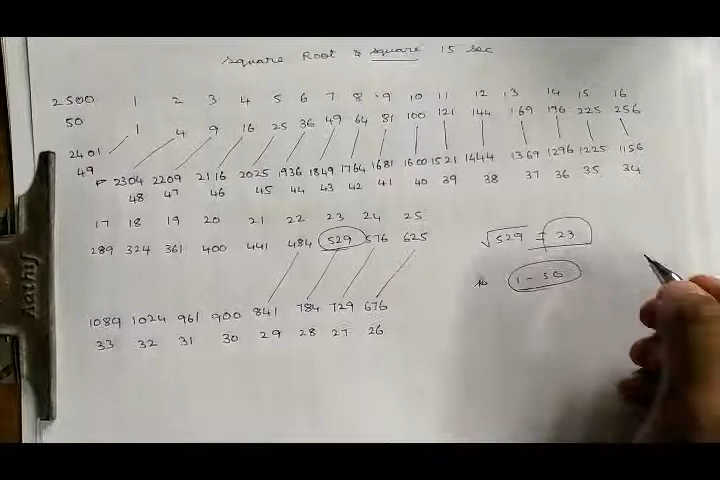 square Root & square 15 sec
2500 1 2 3 4 5 6 7 8 9 10 11 12 13 14 15 16
50 1 4 9 16 25 36 49 64 81 100 121 144 169 196 225 256
2401
49 2304 2209 2116 2025 1936 1849 1764 1681 1600 1521 1444 1369 1296 1225 1156
48 47 46 45 44 43 42 41 40 39 38 37 36 35 34
17 18 19 20 21 22 23 24 25
289 324 361 400 441 484 529 576 625
√529 = 23
1 - 50
1089 1024 961 900 841 784 729 676
33 32 31 30 29 28 27 26
Aathy